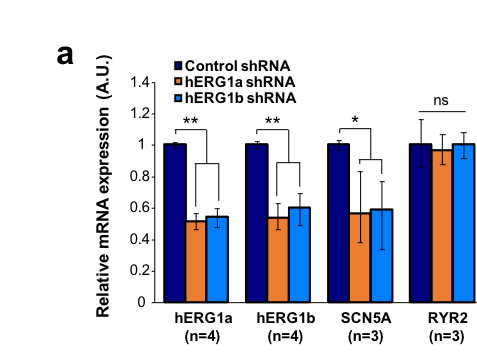 a
Control shRNA
hERG1a shRNA
hERG1b shRNA
Relative mRNA expression (A.U.)
1.4
1.2
1
0.8
0.6
0.4
0.2
0
**
**
*
ns
hERG1a
(n=4)
hERG1b
(n=4)
SCN5A
(n=3)
RYR2
(n=3)